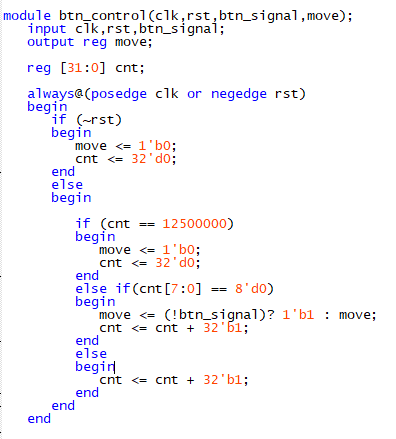 module btn_control(clk,rst,btn_signal,move);
input clk,rst,btn_signal;
output reg move;
reg [31:0] cnt;
always@(posedge clk or negedge rst)
begin
if (~rst)
begin
move <= 1'b0;
cnt <= 32'd0;
end
else
begin
if (cnt == 12500000)
begin
move <= 1'b0;
cnt <= 32'd0;
end
else if(cnt[7:0] == 8'd0)
begin
move <= (!btn_signal)? 1'b1 : move;
cnt <= cnt + 32'b1;
end
else
begin
cnt <= cnt + 32'b1;
end
end
end